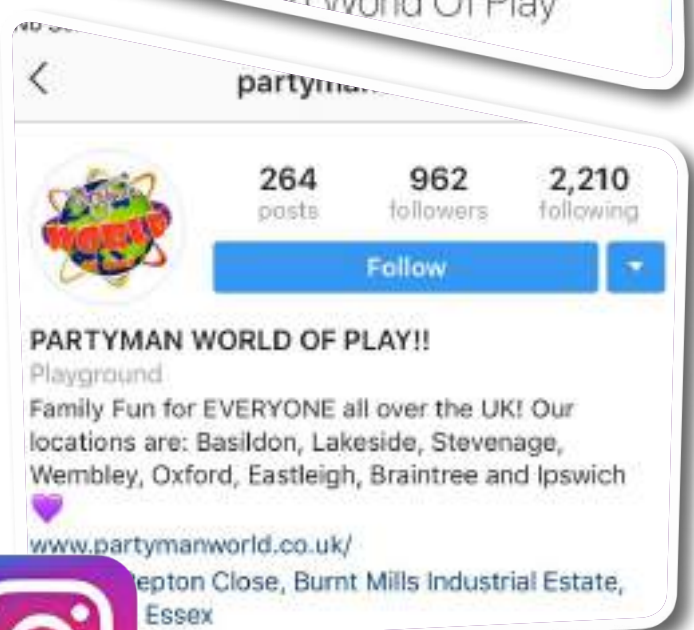 World Of Play
264
962
2,210
posts
followers
following
Follow
PARTYMAN WORLD OF PLAY!!
Playground
Family Fun for EVERYONE all over the UK! Our
locations are: Basildon, Lakeside, Stevenage,
Wembley, Oxford, Eastleigh, Braintree and Ipswich
💜
www.partymanworld.co.uk/
Close, Burnt Mills Industrial Estate,
Essex
WORLD